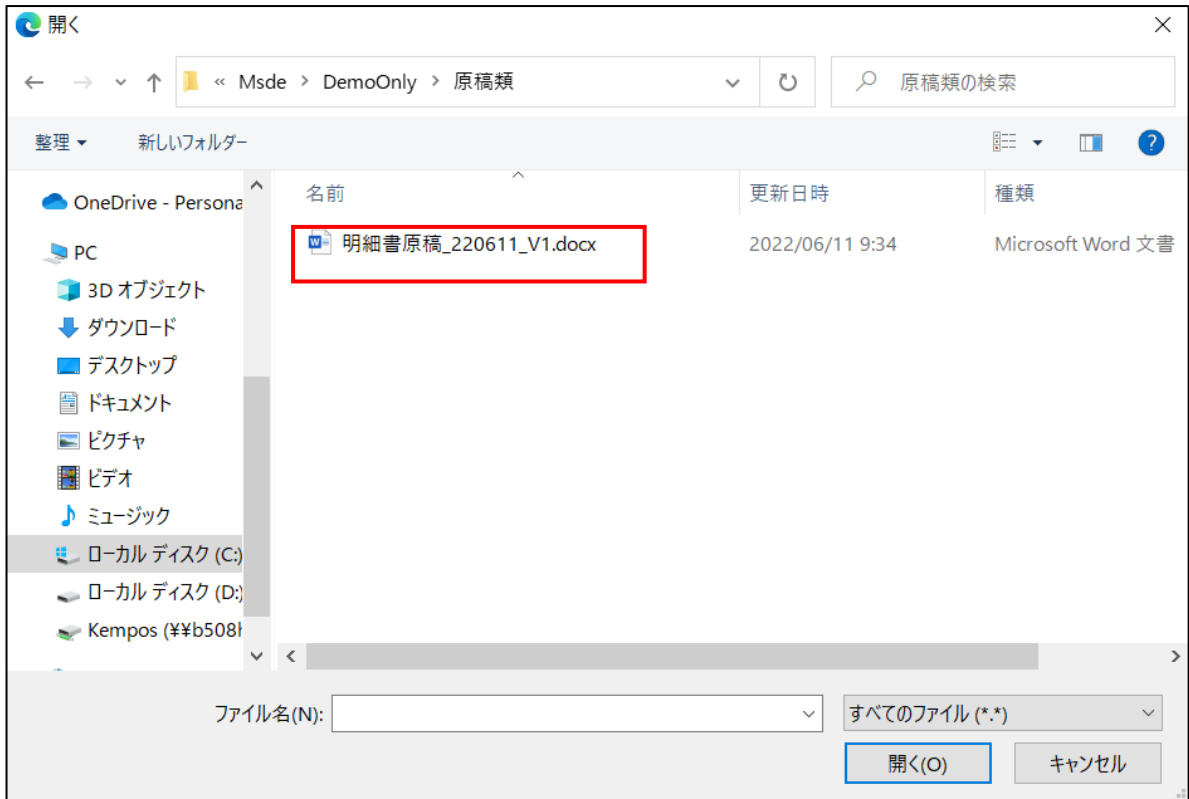 開く
« Msde > DemoOnly > 原稿類
原稿類の検索
整理
新しいフォルダー
名前 更新日時 種類
明細書原稿_220611_V1.docx 2022/06/11 9:34 Microsoft Word 文書
OneDrive - Persona
PC
3D オブジェクト
ダウンロード
デスクトップ
ドキュメント
ピクチャ
ビデオ
ミュージック
ローカル ディスク (C:)
ローカル ディスク (D:)
Kempos (¥¥b508h
ファイル名(N):
すべてのファイル (*.*)
開く(O)
キャンセル